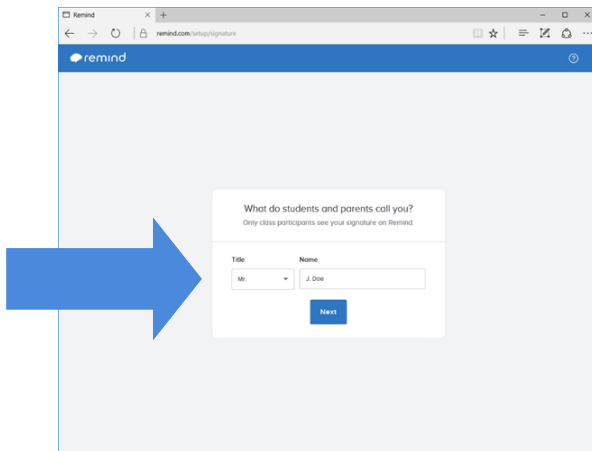 Remind
remind.com/setup/signature
remind
What do students and parents call you?
Only class participants see your signature on Remind.
Title Name
Mr. J. Doe
Next